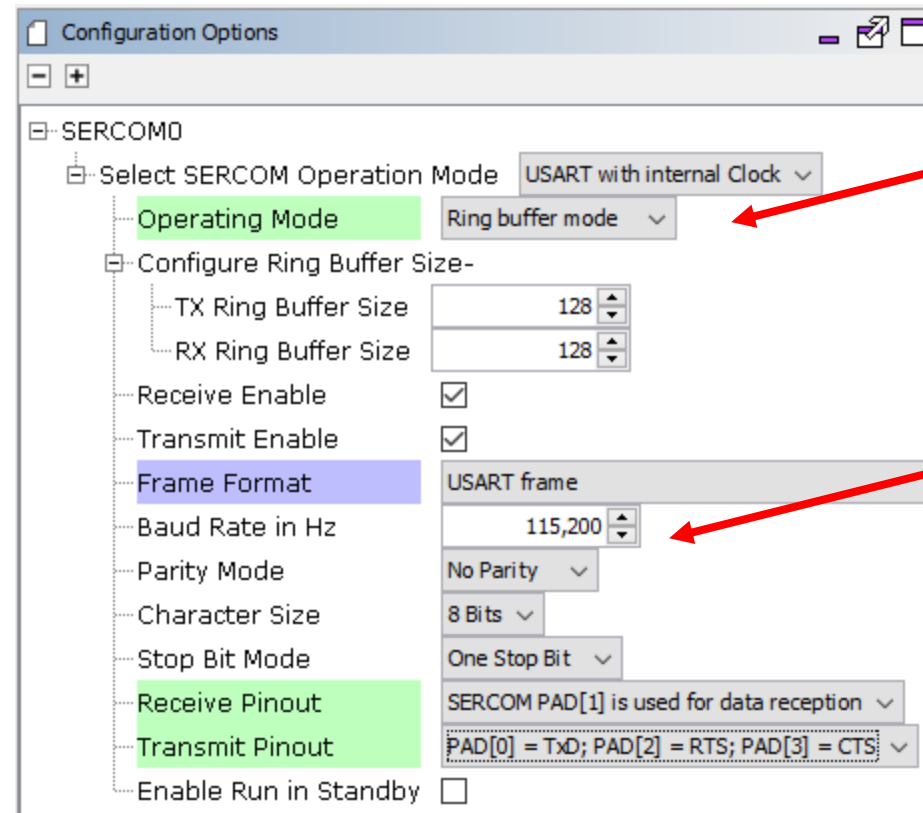 Configuration Options
SERCOM0
Select SERCOM Operation Mode USART with internal Clock
Operating Mode Ring buffer mode
Configure Ring Buffer Size-
TX Ring Buffer Size 128
RX Ring Buffer Size 128
Receive Enable
Transmit Enable
Frame Format USART frame
Baud Rate in Hz 115,200
Parity Mode No Parity
Character Size 8 Bits
Stop Bit Mode One Stop Bit
Receive Pinout SERCOM PAD[1] is used for data reception
Transmit Pinout PAD[0] = TxD; PAD[2] = RTS; PAD[3] = CTS
Enable Run in Standby